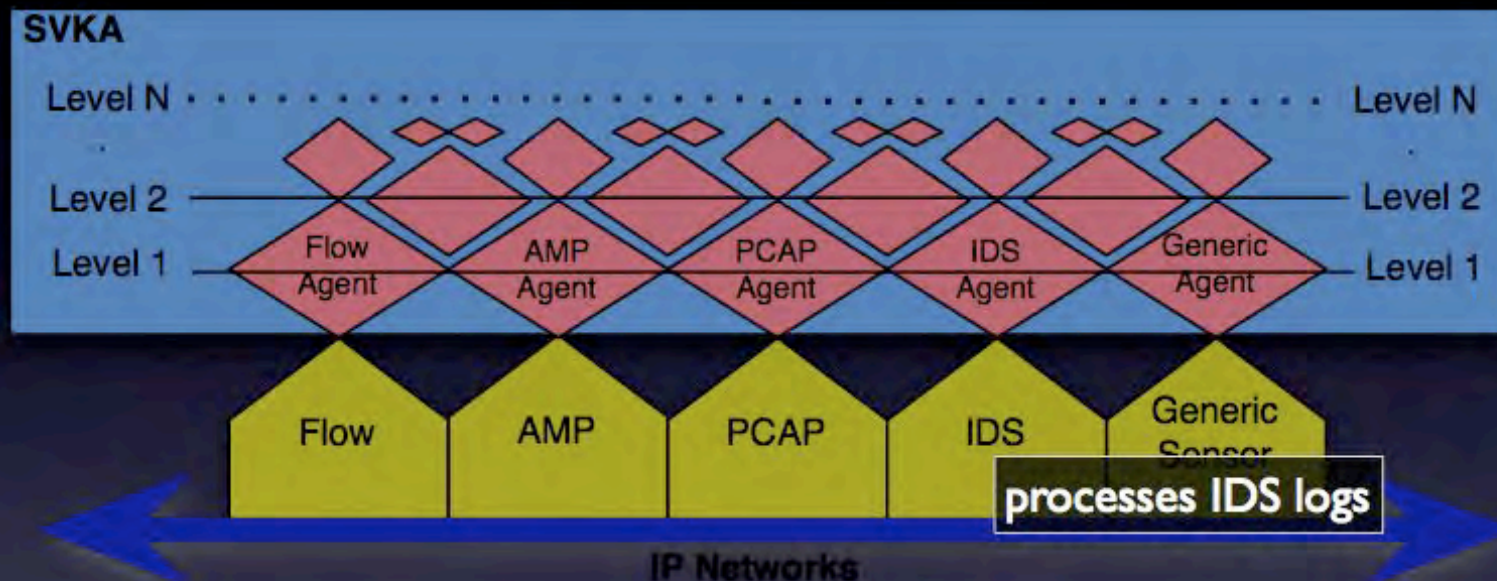 SVKA
Level N Level N
Level 2 Level 2
Level 1 Level 1
Flow Agent
AMP Agent
PCAP Agent
IDS Agent
Generic Agent
Flow
AMP
PCAP
IDS
Generic
Sensor
processes IDS logs
IP Networks